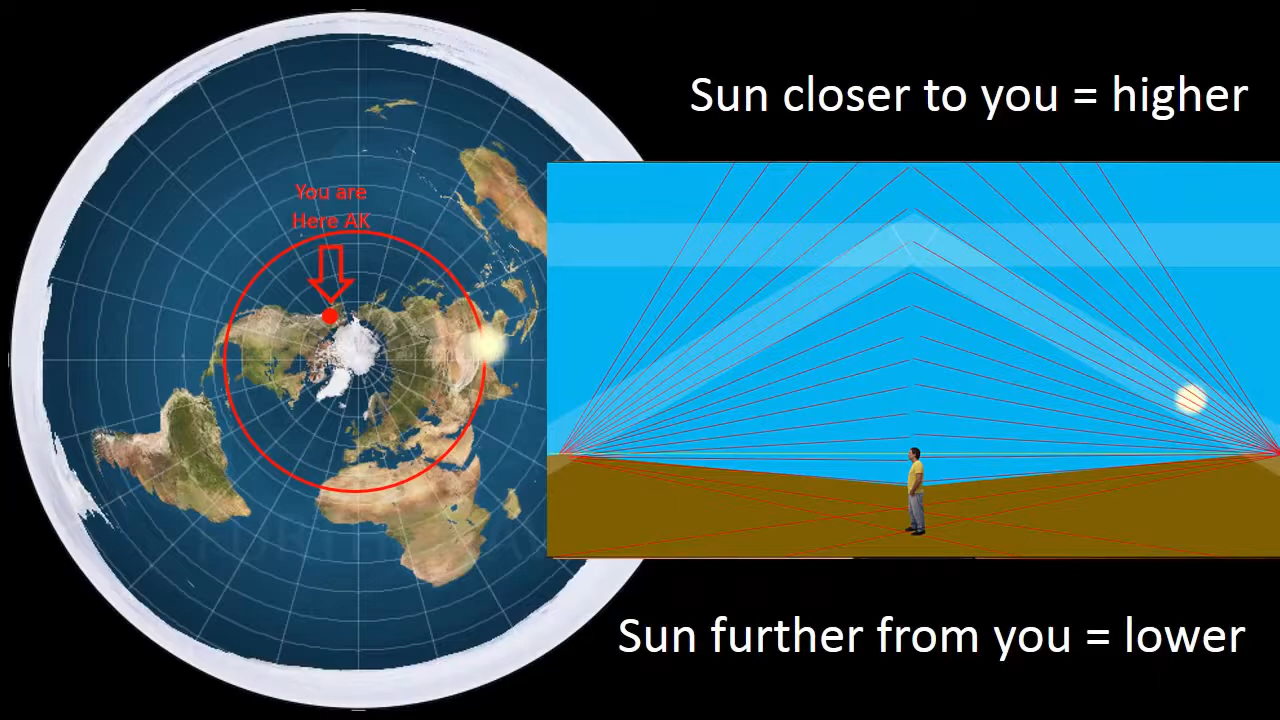 Sun closer to you = higher
You are
Here AK
Sun further from you = lower